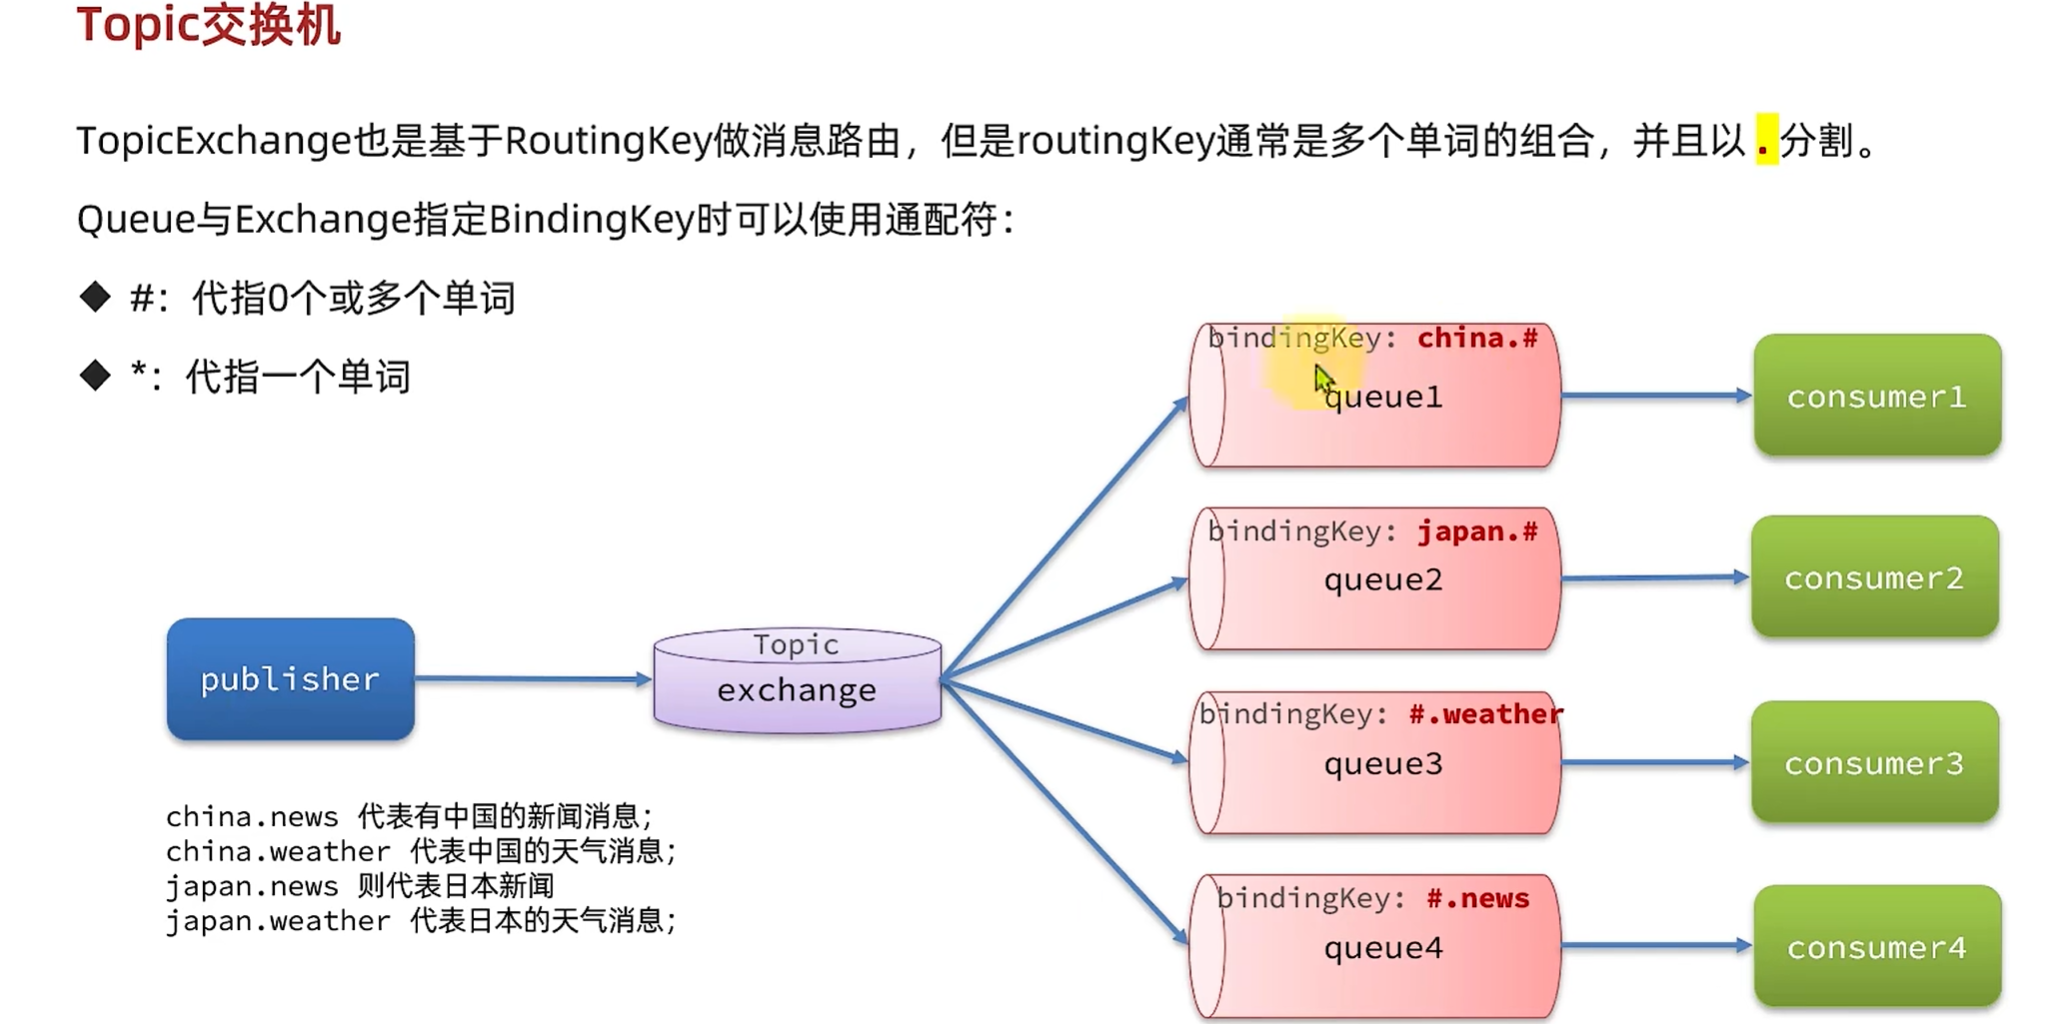 Topic交换机
TopicExchange也是基于RoutingKey做消息路由，但是routingKey通常是多个单词的组合，并且以 . 分割。
Queue与Exchange指定BindingKey时可以使用通配符：
◆ #：代指0个或多个单词
◆ *：代指一个单词
bindingKey: china.#
queue1
consumer1
bindingKey: japan.#
queue2
consumer2
publisher
Topic
exchange
bindingKey: #.weather
queue3
consumer3
china.news 代表有中国的新闻消息；
china.weather 代表中国的天气消息；
japan.news 则代表日本新闻
japan.weather 代表日本的天气消息；
bindingKey: #.news
queue4
consumer4